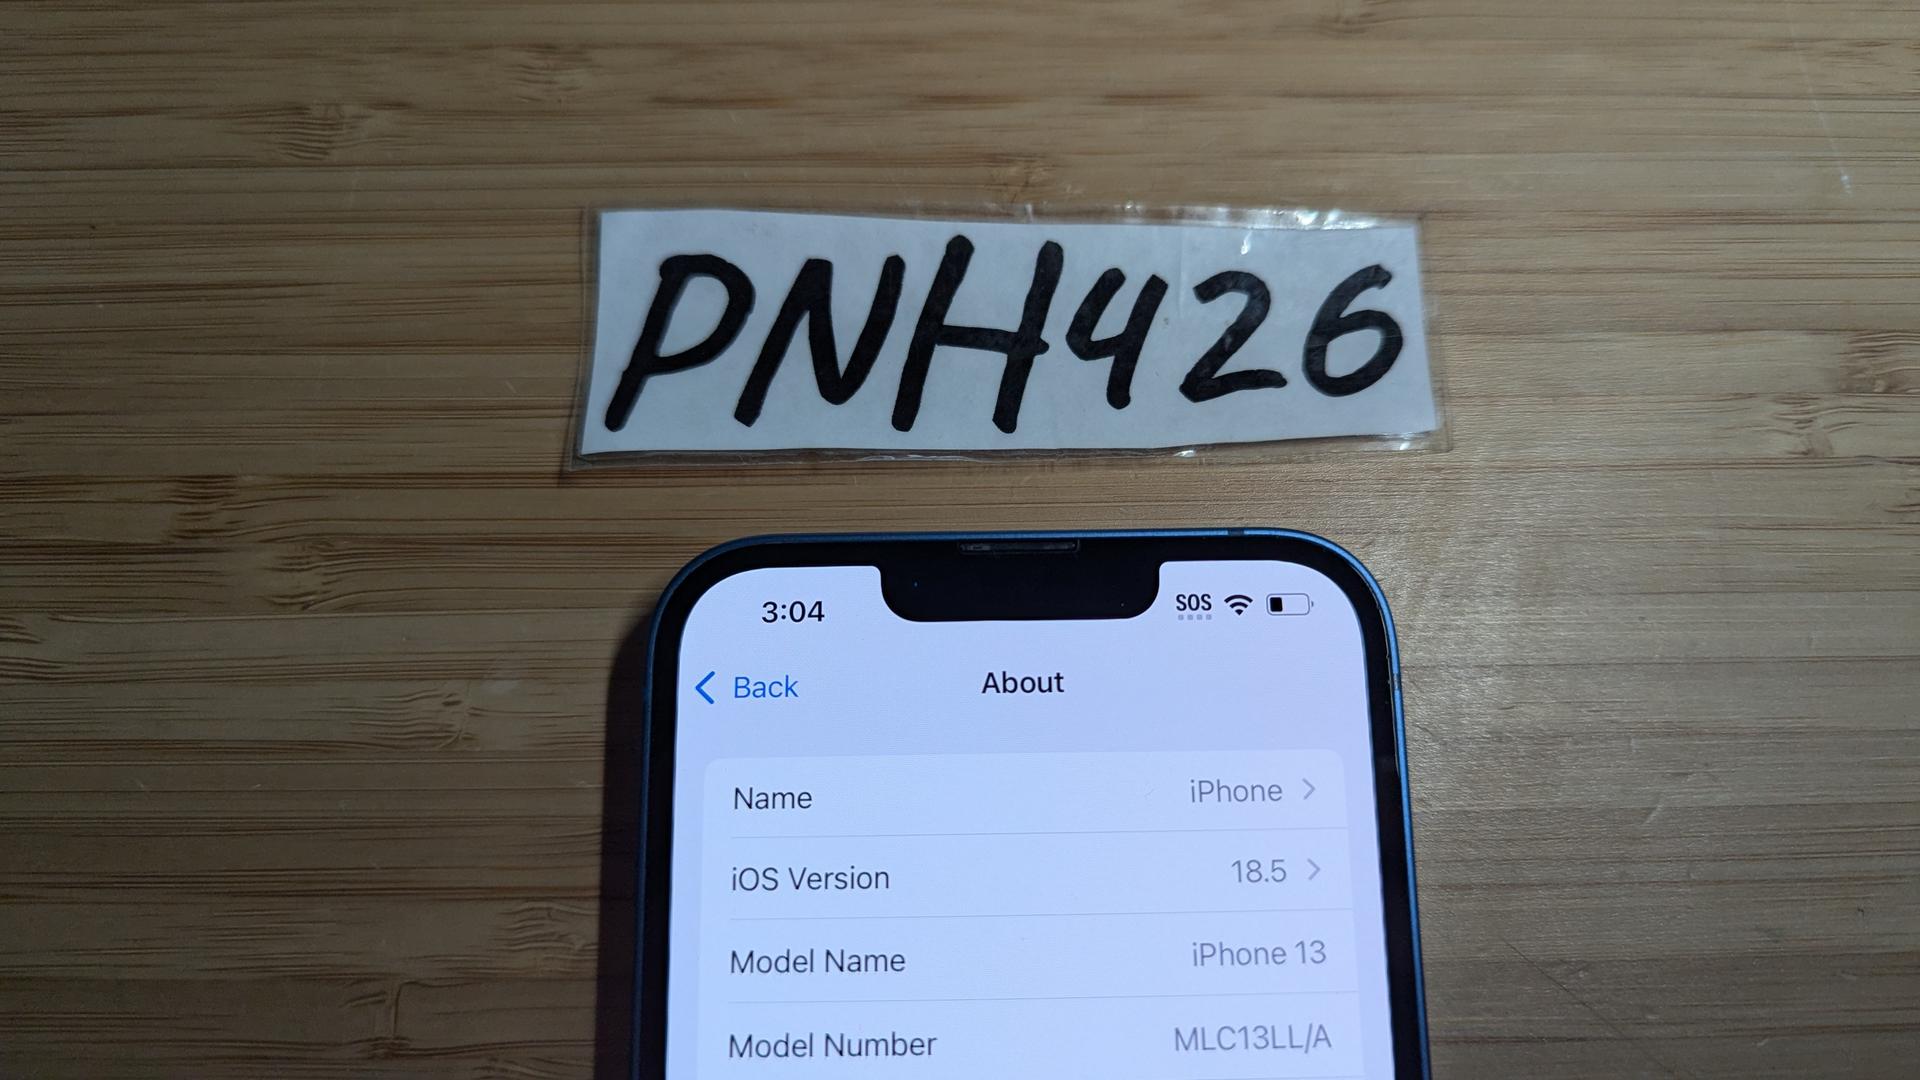 PNH426
3:04 SOS
Back About
Name iPhone
iOS Version 18.5
Model Name iPhone 13
Model Number MLC13LL/A